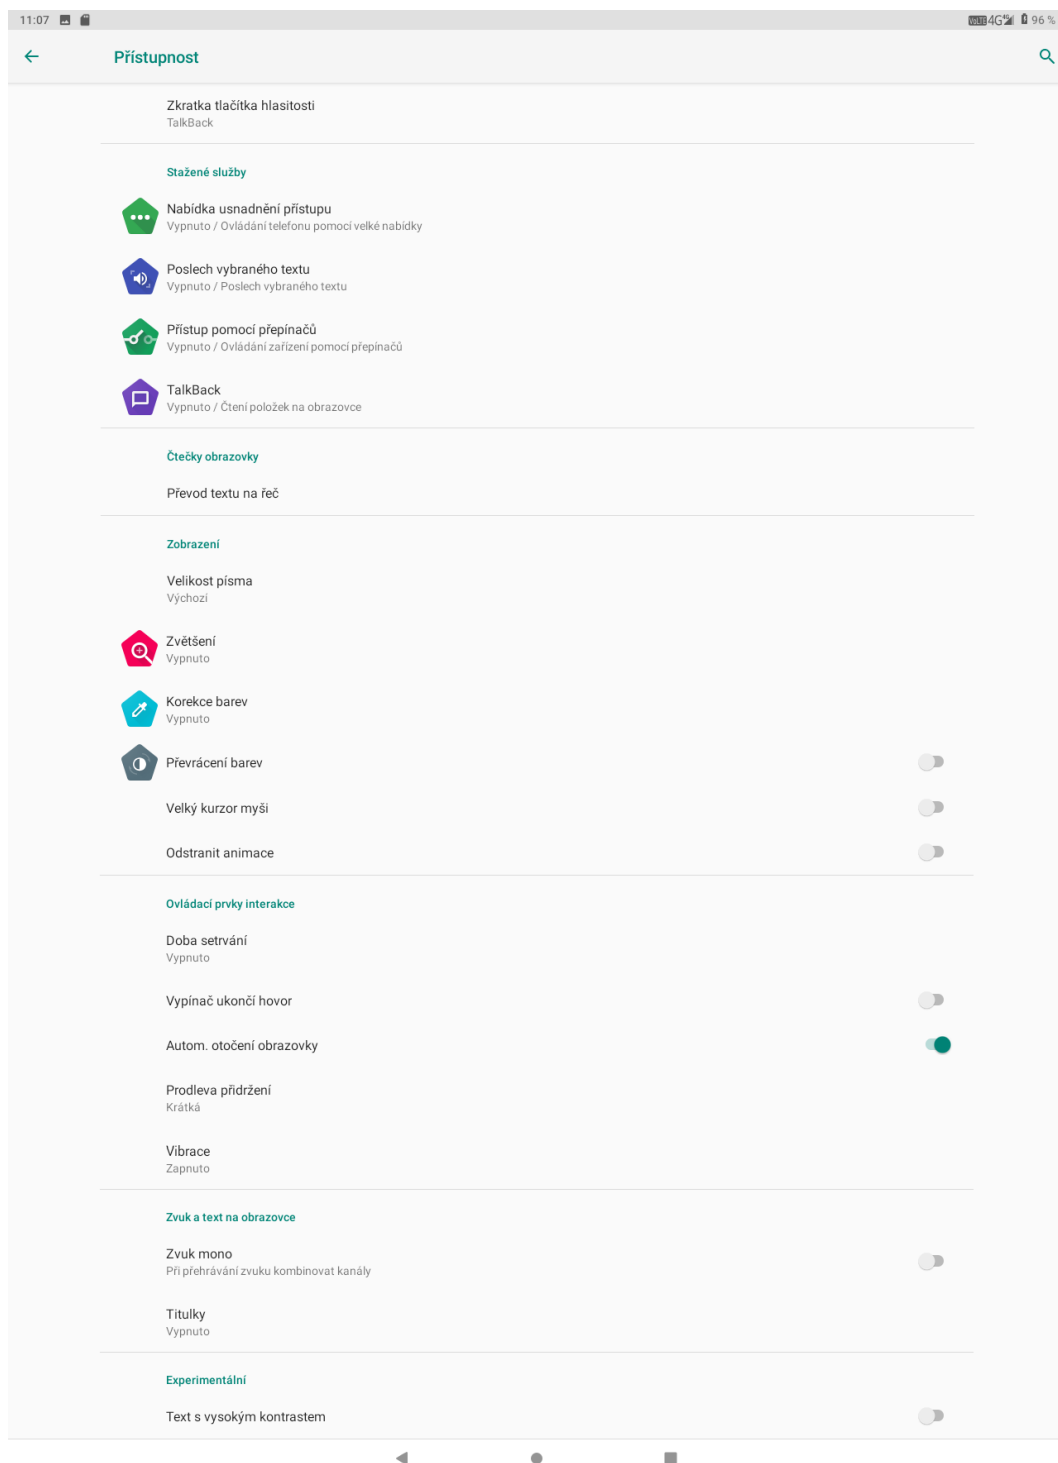 11:07
VoLTE 4G 96 %
Přístupnost
Zkratka tlačítka hlasitosti
TalkBack
Stažené služby
Nabídka usnadnění přístupu
Vypnuto / Ovládání telefonu pomocí velké nabídky
Poslech vybraného textu
Vypnuto / Poslech vybraného textu
Přístup pomocí přepínačů
Vypnuto / Ovládání zařízení pomocí přepínačů
TalkBack
Vypnuto / Čtení položek na obrazovce
Čtečky obrazovky
Převod textu na řeč
Zobrazení
Velikost písma
Výchozí
Zvětšení
Vypnuto
Korekce barev
Vypnuto
Převrácení barev
Velký kurzor myši
Odstranit animace
Ovládací prvky interakce
Doba setrvání
Vypnuto
Vypínač ukončí hovor
Autom. otočení obrazovky
Prodleva přidržení
Krátká
Vibrace
Zapnuto
Zvuk a text na obrazovce
Zvuk mono
Při přehrávání zvuku kombinovat kanály
Titulky
Vypnuto
Experimentální
Text s vysokým kontrastem